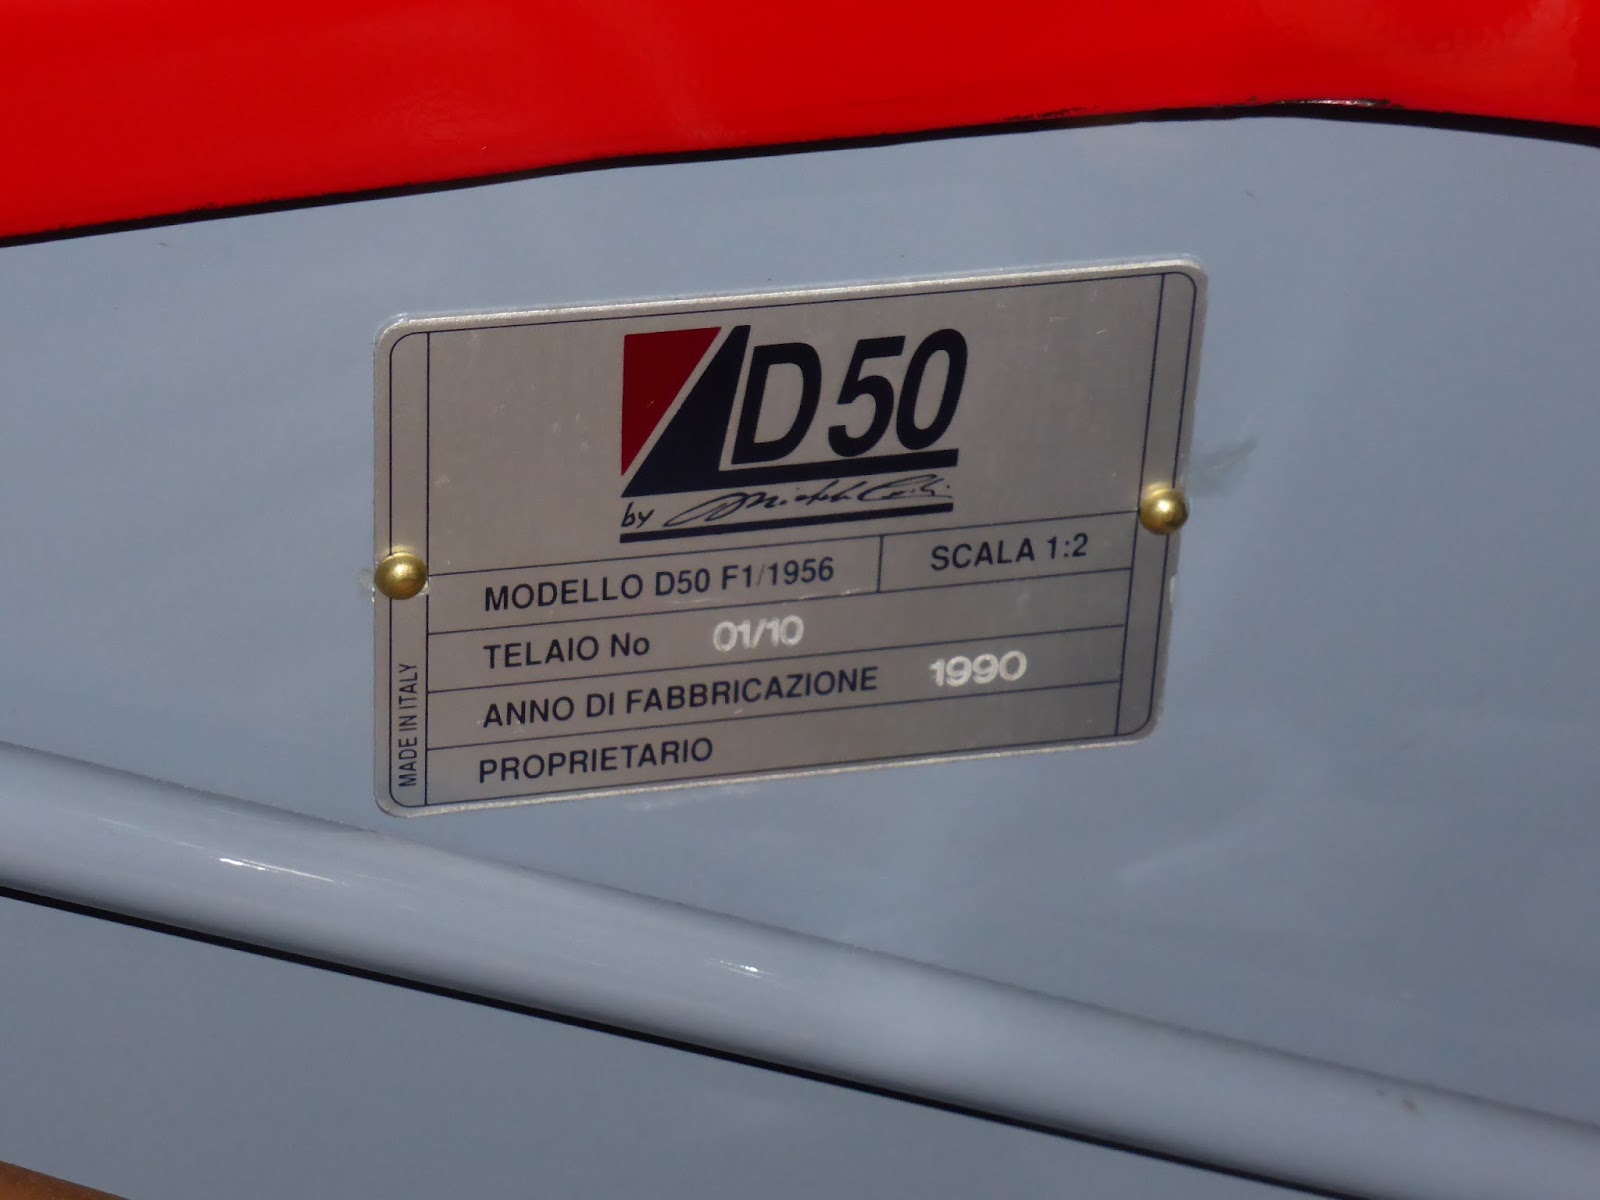 D50
by
MODELLO D50 F1/1956 SCALA 1:2
TELAIO No 01/10
ANNO DI FABBRICAZIONE 1990
PROPRIETARIO
MADE IN ITALY